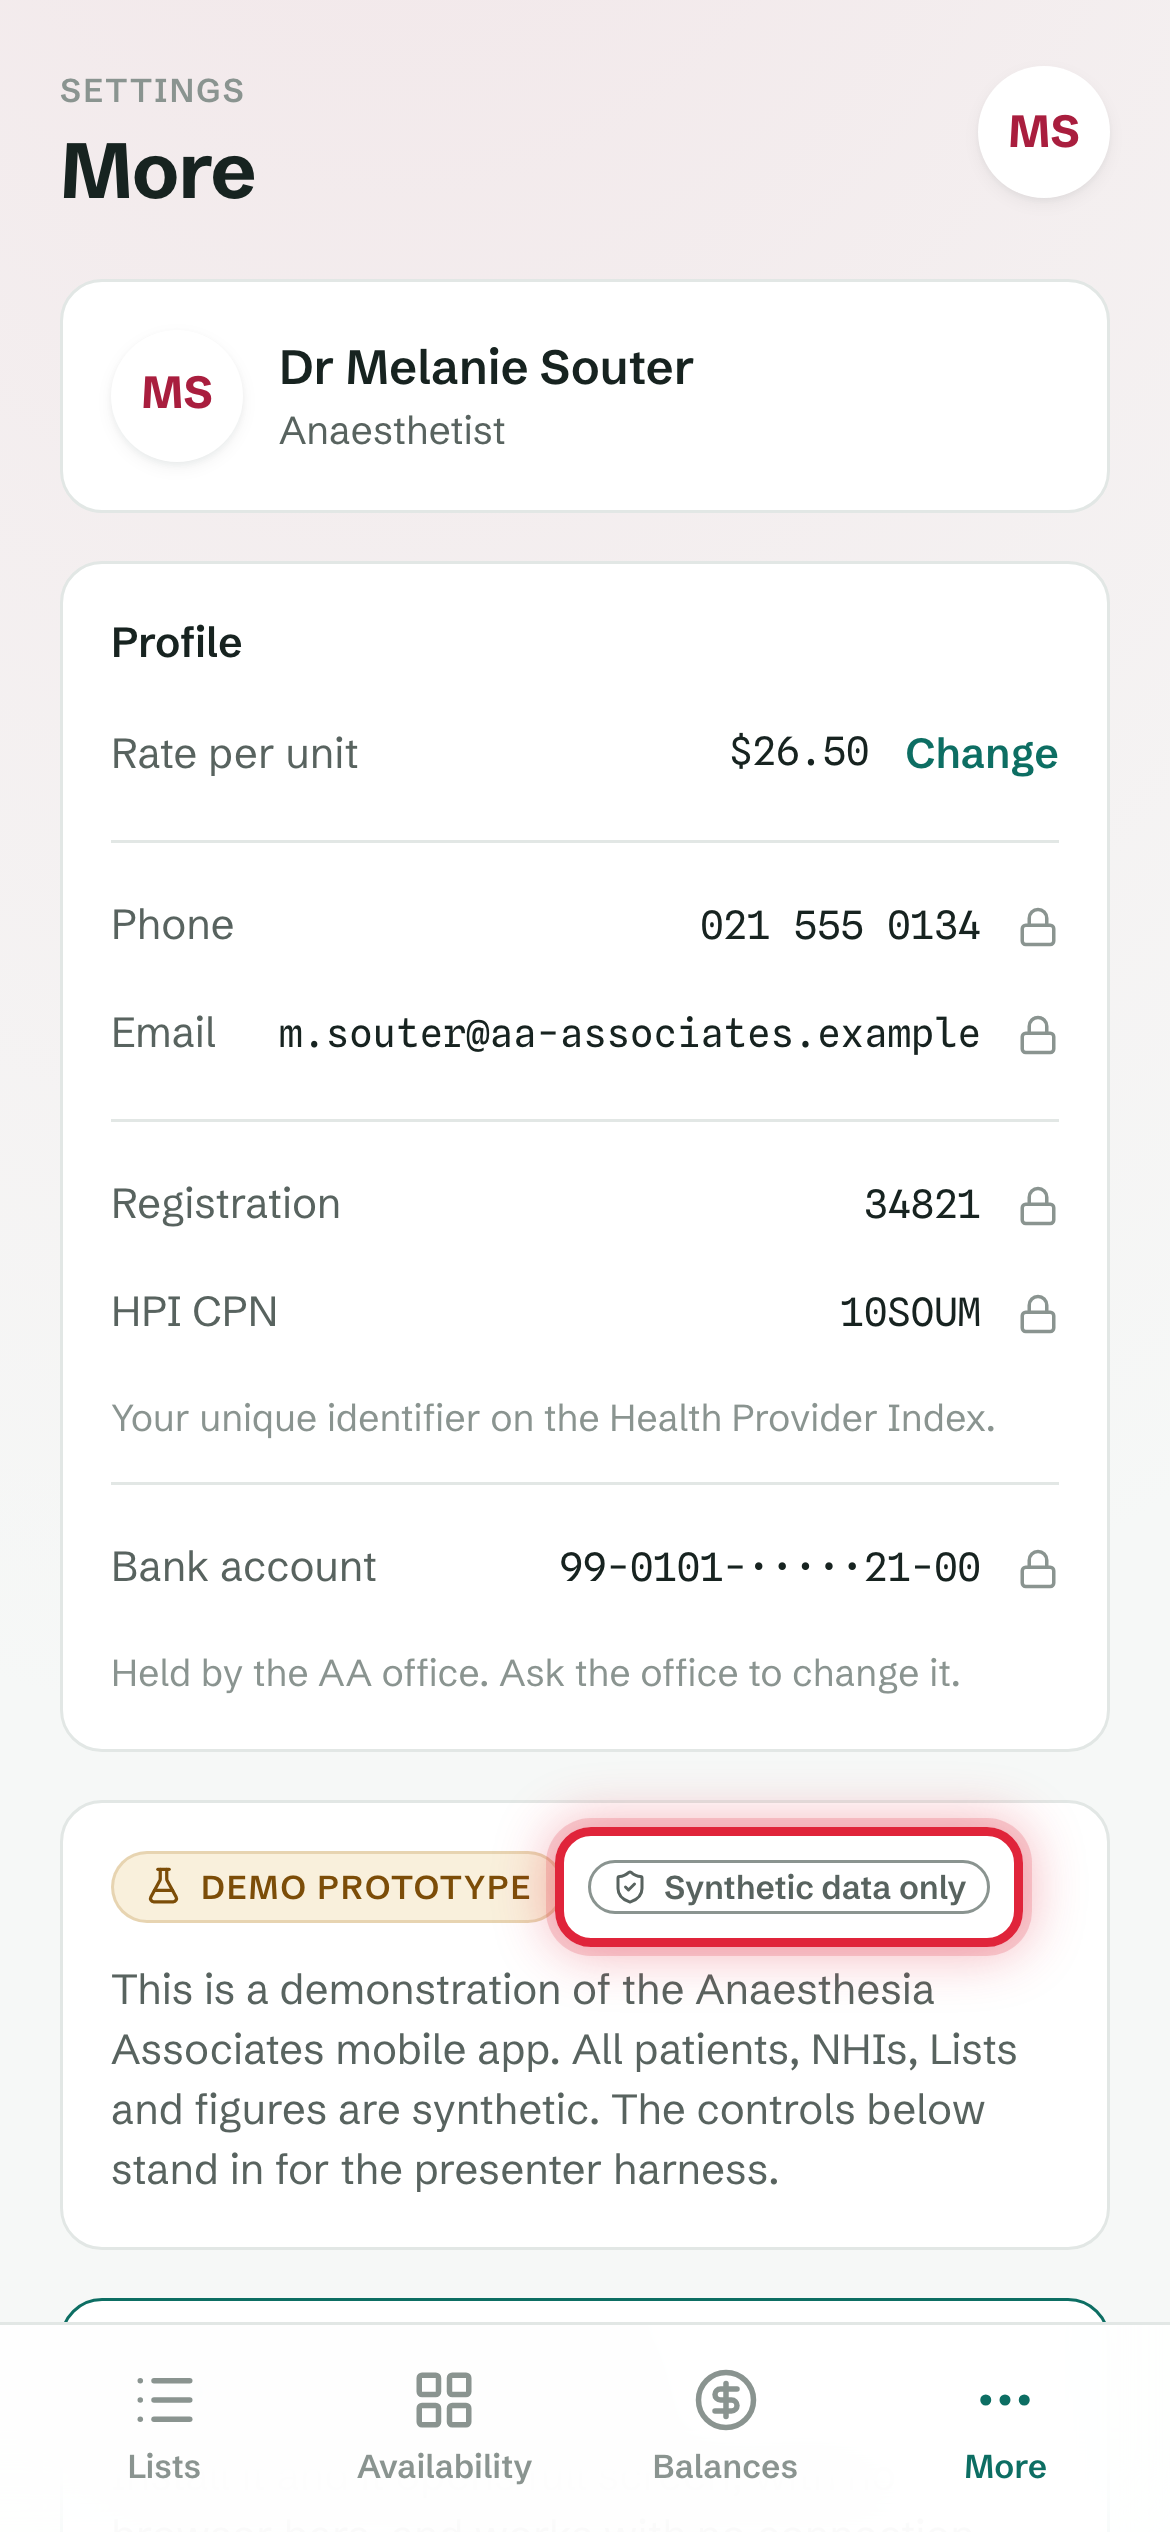 SETTINGS
More
MS
MS
Dr Melanie Souter
Anaesthetist
Profile
Rate per unit $26.50 Change
Phone 021 555 0134
Email m.souter@aa-associates.example
Registration 34821
HPI CPN 10SOUM
Your unique identifier on the Health Provider Index.
Bank account 99-0101-·····21-00
Held by the AA office. Ask the office to change it.
DEMO PROTOTYPE Synthetic data only
This is a demonstration of the Anaesthesia
Associates mobile app. All patients, NHIs, Lists
and figures are synthetic. The controls below
stand in for the presenter harness.
Lists Availability Balances More